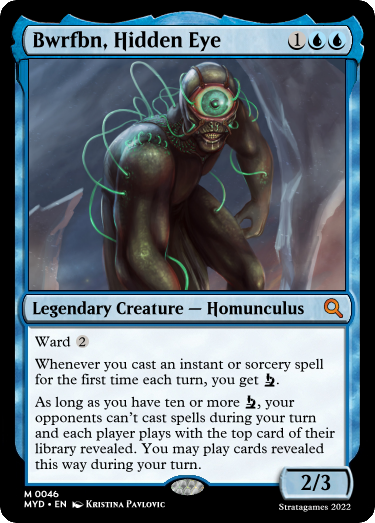 Bwrfbn, Hidden Eye 1
Legendary Creature — Homunculus
Ward 2
Whenever you cast an instant or sorcery spell
for the first time each turn, you get .
As long as you have ten or more , your
opponents can't cast spells during your turn
and each player plays with the top card of their
library revealed. You may play cards revealed
this way during your turn.
2/3
M 0046
MYD • EN Kristina Pavlovic
Stratagames 2022